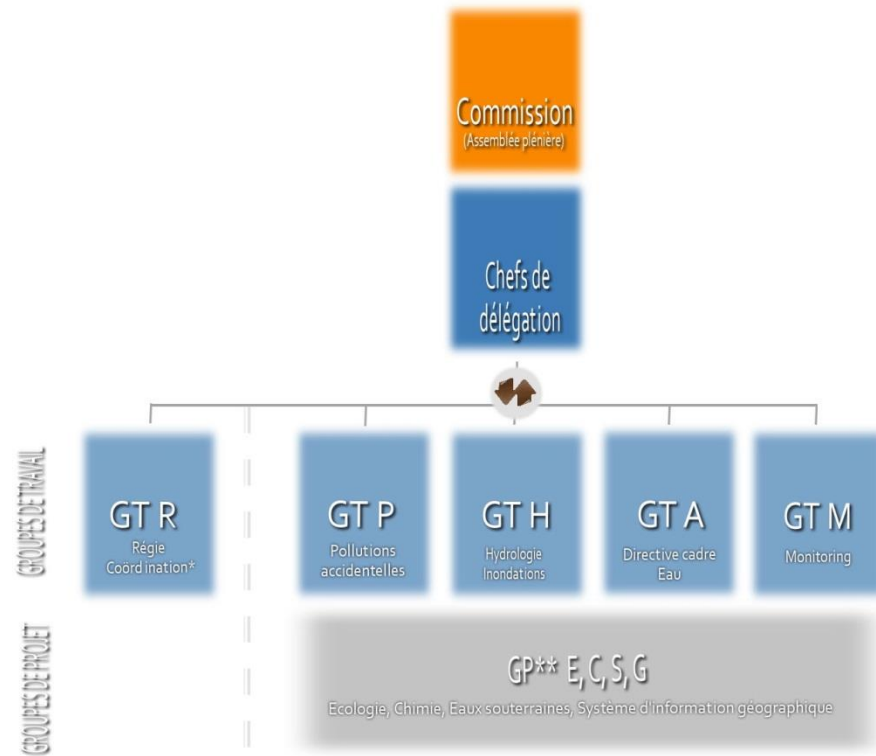 Commission
(Assemblée plénière)
Chefs de
délégation
GROUPES DE TRAVAIL
GT R
Régie
Coördination*
GT P
Pollutions
accidentelles
GT H
Hydrologie
Inondations
GT A
Directive cadre
Eau
GT M
Monitoring
GROUPES DE PROJET
GP** E, C, S, G
Ecologie, Chimie, Eaux souterraines, Système d'information géographique